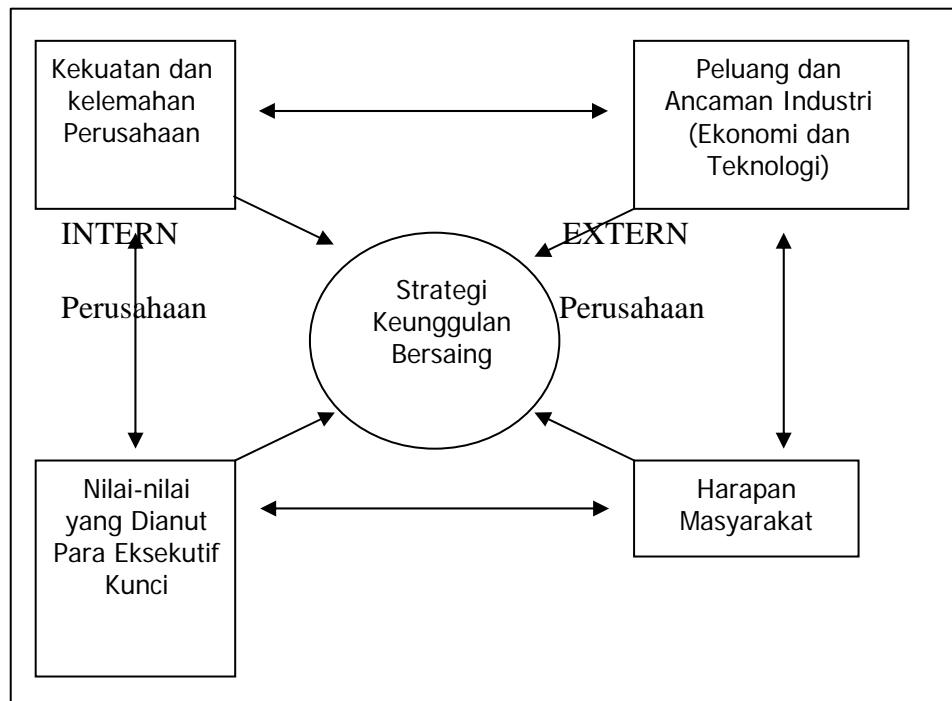 Kekuatan dan
kelemahan
Perusahaan
Peluang dan
Ancaman Industri
(Ekonomi dan
Teknologi)
INTERN
Perusahaan
EXTERN
Perusahaan
Strategi
Keunggulan
Bersaing
Nilai-nilai
yang Dianut
Para Eksekutif
Kunci
Harapan
Masyarakat